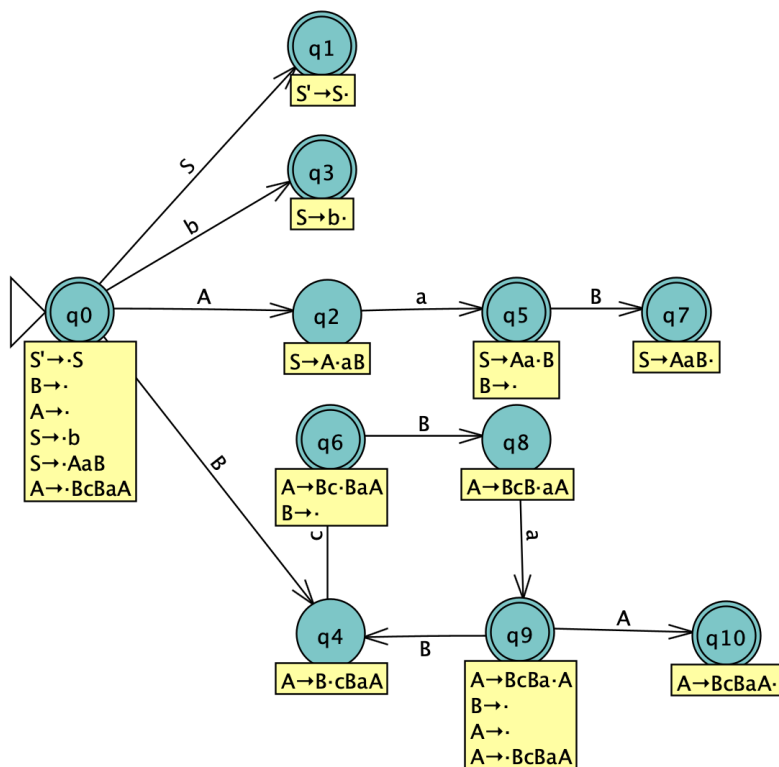 q1
S'→S·
S
q3
S→b·
b
q0
S'→·S
B→·
A→·
S→·b
S→·AaB
A→·BcBaA
A
q2
S→A·aB
a
q5
S→Aa·B
B→·
B
q7
S→AaB·
B
q6
A→Bc·BaA
B→·
B
q8
A→BcB·aA
c
a
q4
A→B·cBaA
B
q9
A→BcBa·A
B→·
A→·
A→·BcBaA
A
q10
A→BcBaA·